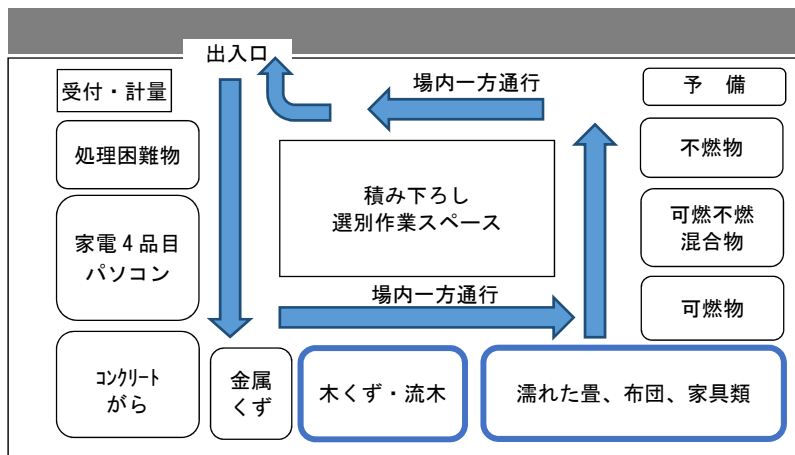 出入口
受付・計量
場内一方通行
予　備
処理困難物
不燃物
積み下ろし
選別作業スペース
家電４品目
パソコン
可燃不燃
混合物
場内一方通行
可燃物
ｺﾝｸﾘｰﾄ
がら
金属
くず
木くず・流木
濡れた畳、布団、家具類